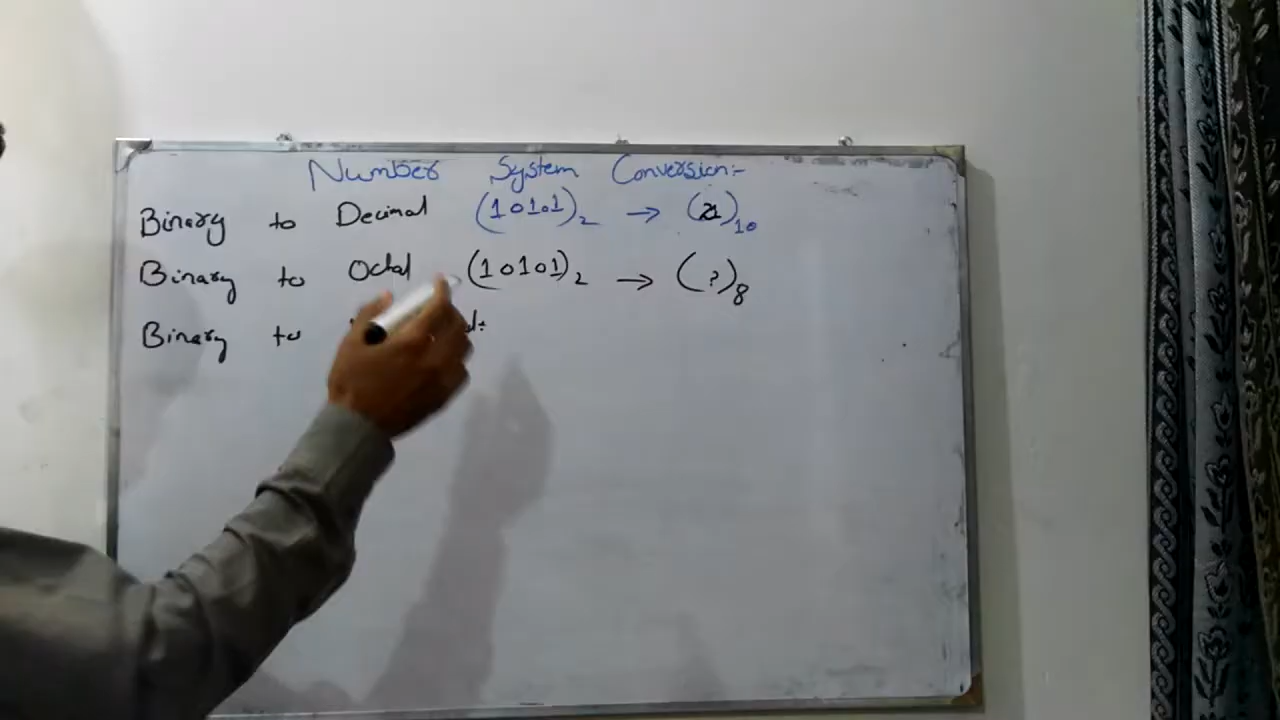 Number System Conversion:-
Binary to Decimal (10101)₂ → (21)₁₀
Binary to Octal (10101)₂ → (?)₈
Binary to